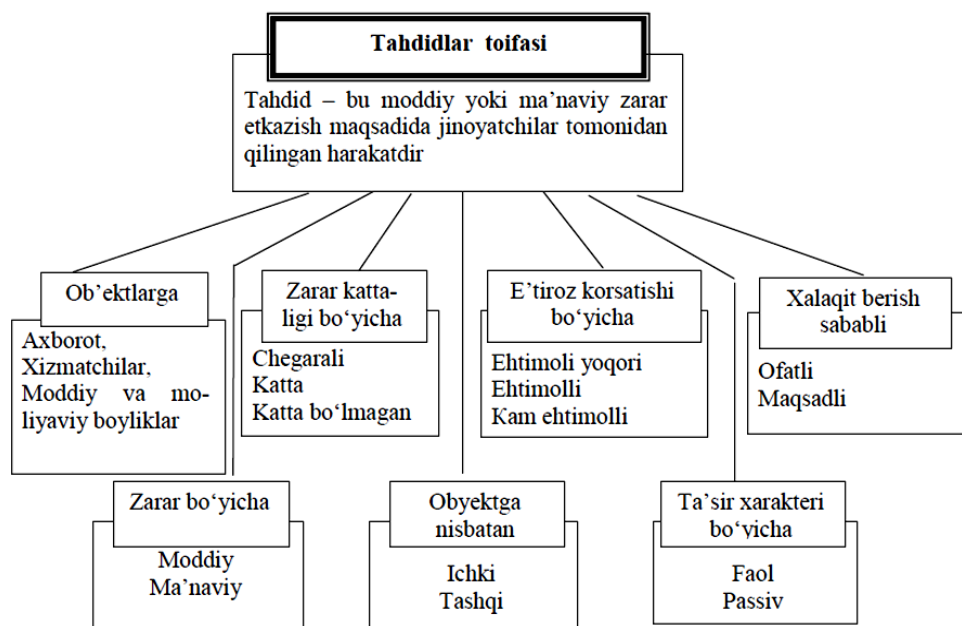 Tahdidlar toifasi
Tahdid – bu moddiy yoki ma’naviy zarar
etkazish maqsadida jinoyatchilar tomonidan
qilingan harakatdir
Ob’ektlarga
Axborot,
Xizmatchilar,
Moddiy va mo-
liyaviy boyliklar
Zarar katta-
ligi bo‘yicha
Chegarali
Katta
Katta bo‘lmagan
E’tiroz korsatishi
bo‘yicha
Ehtimoli yoqori
Ehtimolli
Kam ehtimolli
Xalaqit berish
sababli
Ofatli
Maqsadli
Zarar bo‘yicha
Moddiy
Ma’naviy
Obyektga
nisbatan
Ichki
Tashqi
Ta’sir xarakteri
bo‘yicha
Faol
Passiv